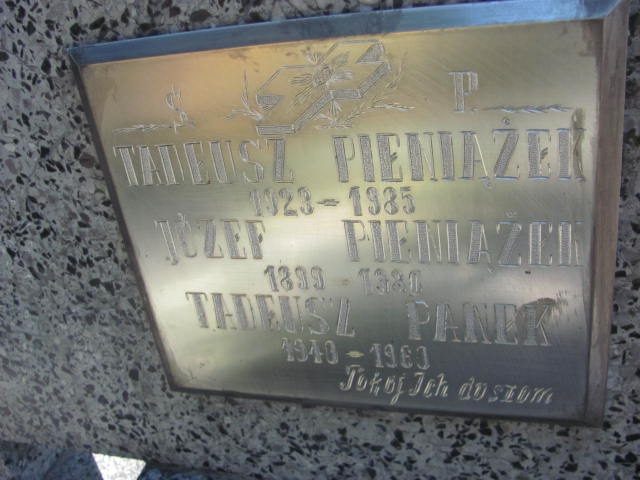 Ś. P.
TADEUSZ PIENIĄŻEK
1923-1985
JÓZEF PIENIĄŻEK
1899 1980
TADEUSZ PANEK
1940-1960
Pokój Ich duszom